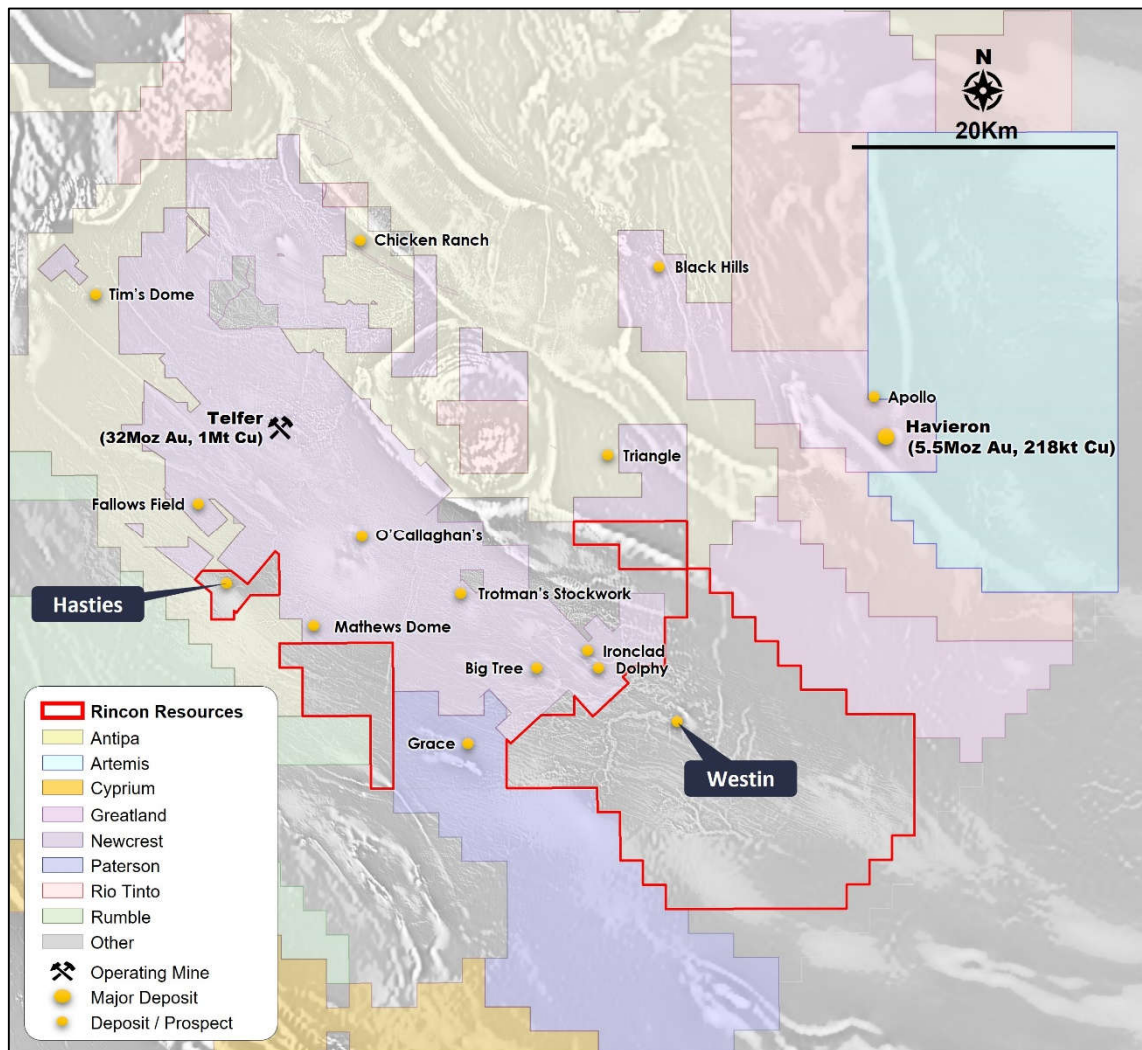 N
20Km
Chicken Ranch
Black Hills
Tim's Dome
Apollo
Telfer
(32Moz Au, 1Mt Cu)
Havieron
(5.5Moz Au, 218kt Cu)
Triangle
Fallows Field
O'Callaghan's
Hasties
Trotman's Stockwork
Mathews Dome
Ironclad
Big Tree
Dolphy
Grace
Westin
Rincon Resources
Antipa
Artemis
Cyprium
Greatland
Newcrest
Paterson
Rio Tinto
Rumble
Other
Operating Mine
Major Deposit
Deposit / Prospect